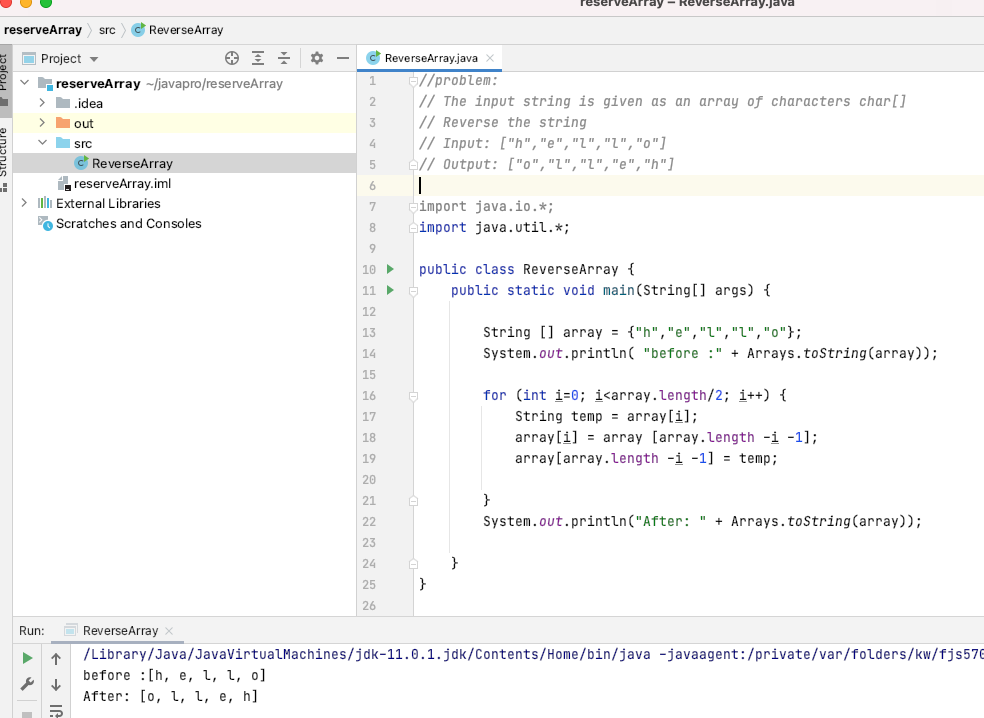 reserveArray – ReverseArray.java
reserveArray src ReverseArray
Project
Project
Structure
reserveArray ~/javapro/reserveArray
.idea
out
src
ReverseArray
reserveArray.iml
External Libraries
Scratches and Consoles
ReverseArray.java
1 //problem:
2 // The input string is given as an array of characters char[]
3 // Reverse the string
4 // Input: ["h","e","l","l","o"]
5 // Output: ["o","l","l","e","h"]
6
7 import java.io.*;
8 import java.util.*;
9
10 public class ReverseArray {
11     public static void main(String[] args) {
12
13         String [] array = {"h","e","l","l","o"};
14         System.out.println( "before :" + Arrays.toString(array));
15
16         for (int i=0; i<array.length/2; i++) {
17             String temp = array[i];
18             array[i] = array [array.length -i -1];
19             array[array.length -i -1] = temp;
20
21         }
22         System.out.println("After: " + Arrays.toString(array));
23
24     }
25 }
26
Run: ReverseArray
/Library/Java/JavaVirtualMachines/jdk-11.0.1.jdk/Contents/Home/bin/java -javaagent:/private/var/folders/kw/fjs570
before :[h, e, l, l, o]
After: [o, l, l, e, h]